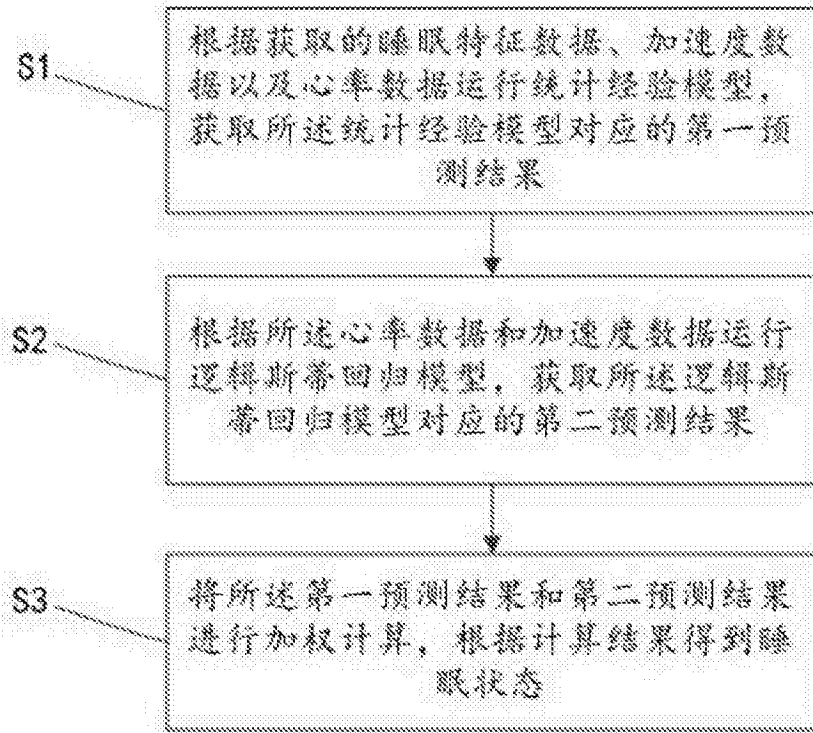 S1
根据获取的睡眠特征数据、加速度数
据以及心率数据运行统计经验模型，
获取所述统计经验模型对应的第一预
测结果
S2
根据所述心率数据和加速度数据运行
逻辑斯蒂回归模型，获取所述逻辑斯
蒂回归模型对应的第二预测结果
S3
将所述第一预测结果和第二预测结果
进行加权计算，根据计算结果得到睡
眠状态